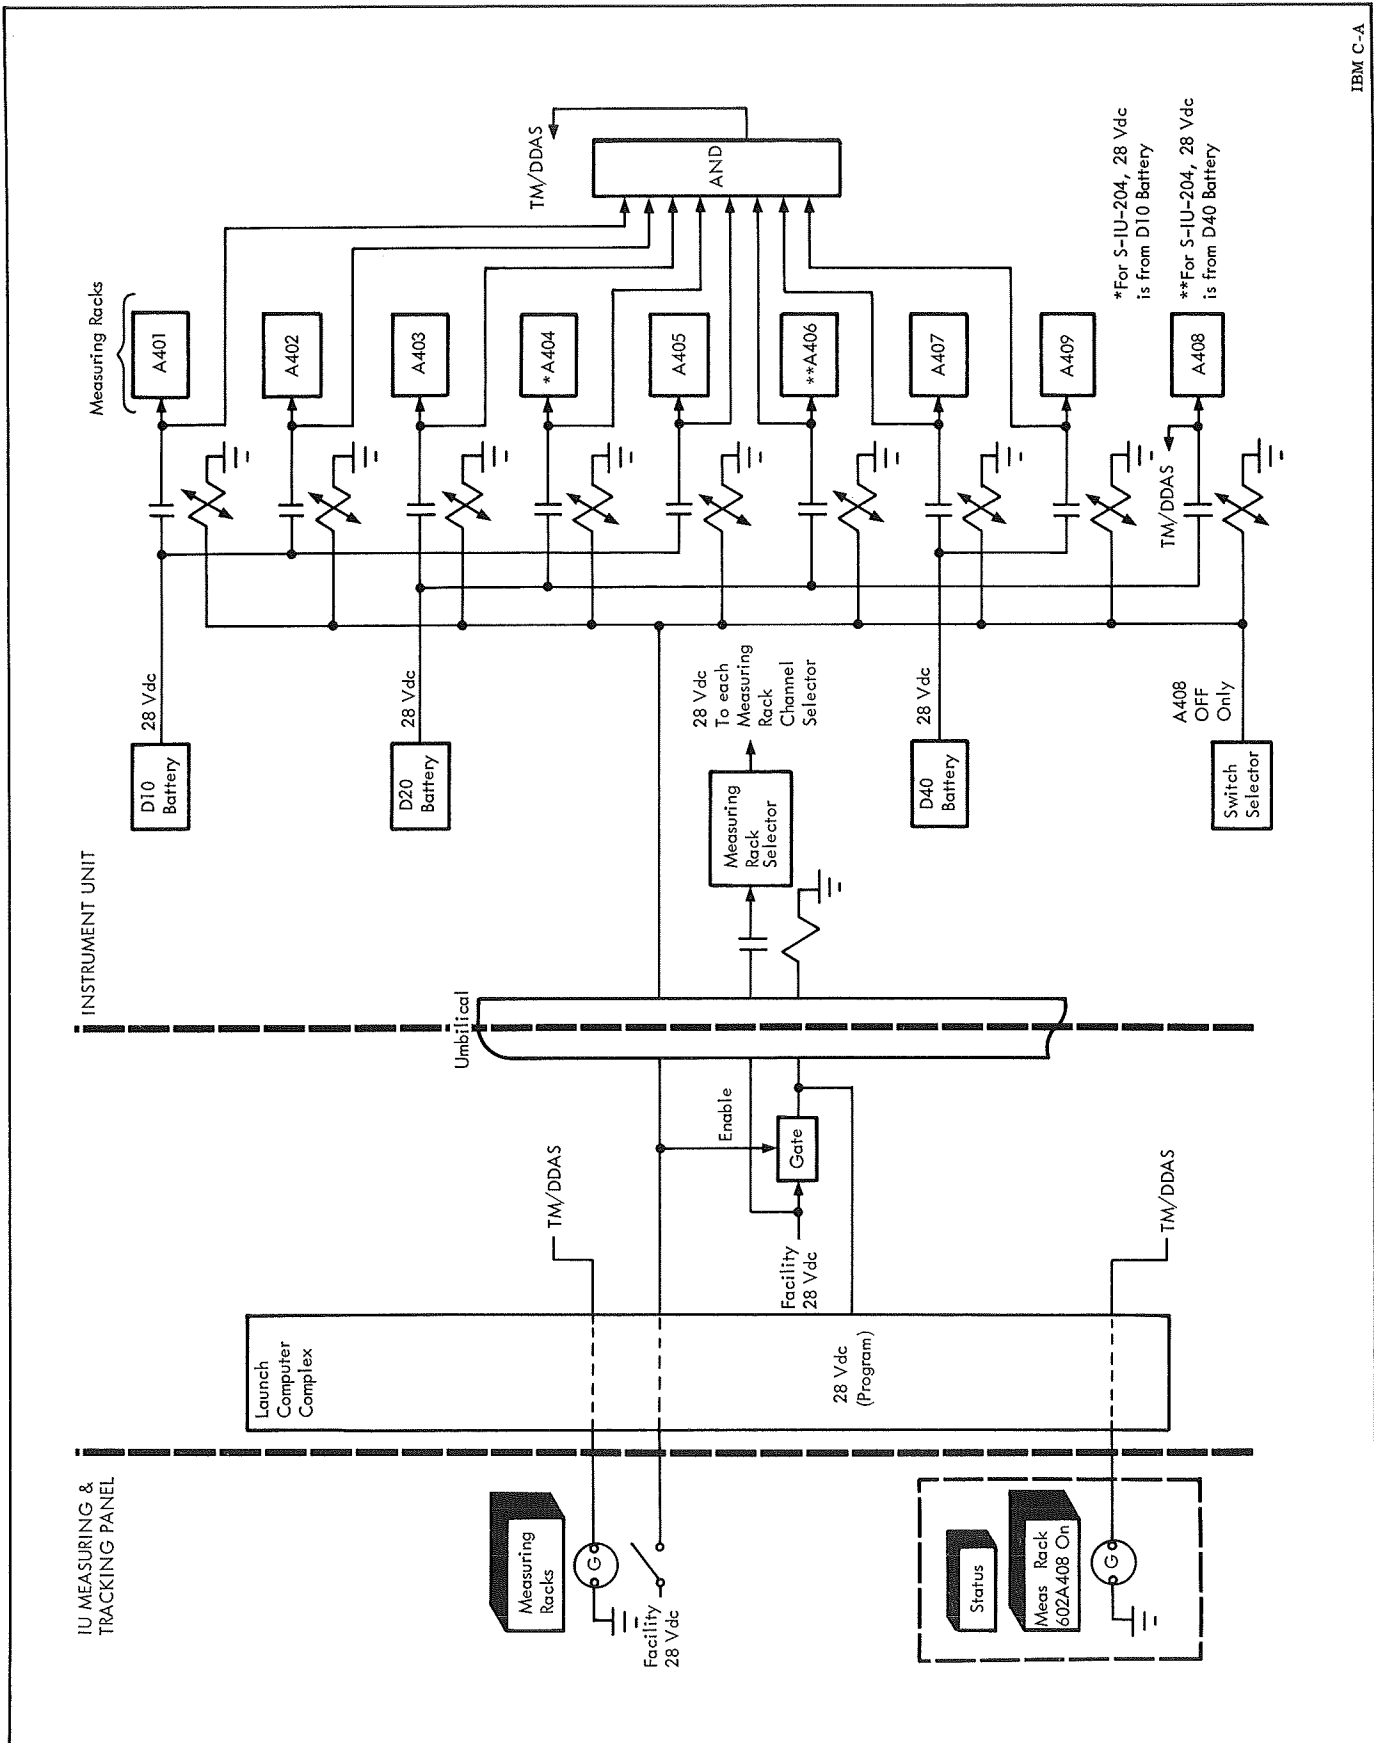 IU MEASURING &
TRACKING PANEL
INSTRUMENT UNIT
Measuring Racks
Launch
Computer
Complex
Umbilical
D10
Battery
28 Vdc
A401
A402
D20
Battery
28 Vdc
A403
*A404
A405
**A406
D40
Battery
28 Vdc
A407
A409
A408
TM/DDAS
AND
TM/DDAS
Measuring
Racks
G
Facility
28 Vdc
TM/DDAS
Enable
Gate
Facility
28 Vdc
28 Vdc
(Program)
Measuring
Rack
Selector
28 Vdc
To each
Measuring
Rack
Channel
Selector
Status
Meas Rack
602A408 On
G
TM/DDAS
Switch
Selector
A408
OFF
Only
*For S-IU-204, 28 Vdc
is from D10 Battery
**For S-IU-204, 28 Vdc
is from D40 Battery
IBM C-A